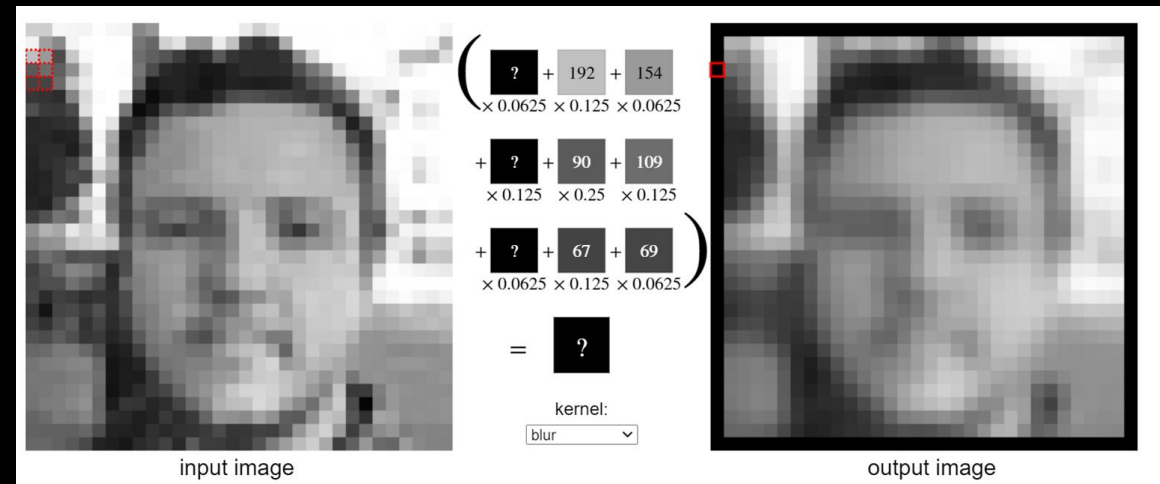 ( ? + 192 + 154
× 0.0625 × 0.125 × 0.0625
+ ? + 90 + 109
× 0.125 × 0.25 × 0.125
+ ? + 67 + 69 )
× 0.0625 × 0.125 × 0.0625
= ?
kernel:
blur
input image
output image